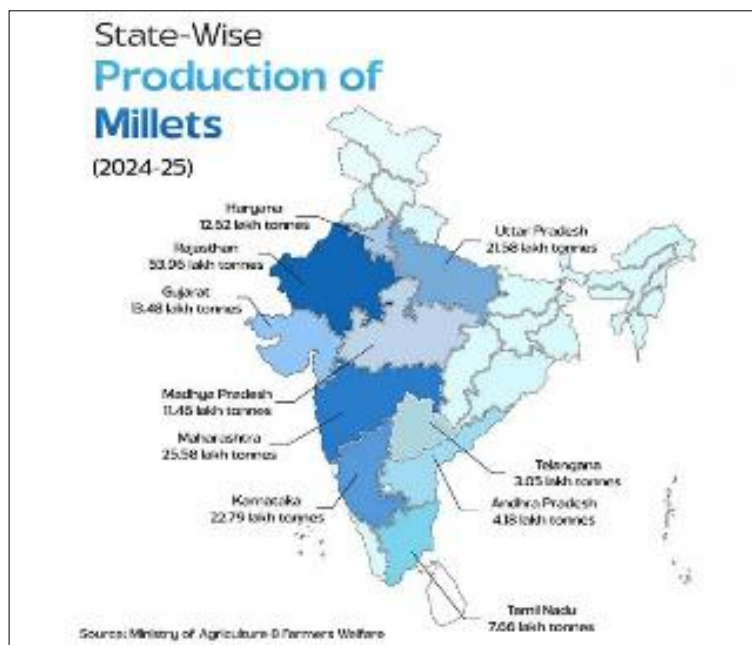 State-Wise
Production of
Millets
(2024-25)
Haryana
12.52 lakh tonnes
Rajasthan
53.96 lakh tonnes
Gujarat
13.48 lakh tonnes
Uttar Pradesh
21.58 lakh tonnes
Madhya Pradesh
11.46 lakh tonnes
Maharashtra
25.58 lakh tonnes
Karnataka
22.79 lakh tonnes
Telangana
3.05 lakh tonnes
Andhra Pradesh
4.18 lakh tonnes
Tamil Nadu
7.66 lakh tonnes
Source: Ministry of Agriculture & Farmers Welfare